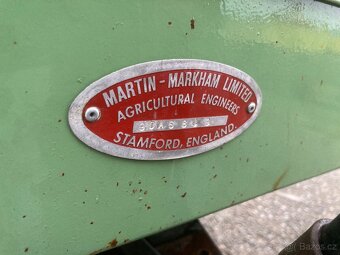 MARTIN-MARKHAM LIMITED
AGRICULTURAL ENGINEERS
STAMFORD, ENGLAND.
Bazos.cz